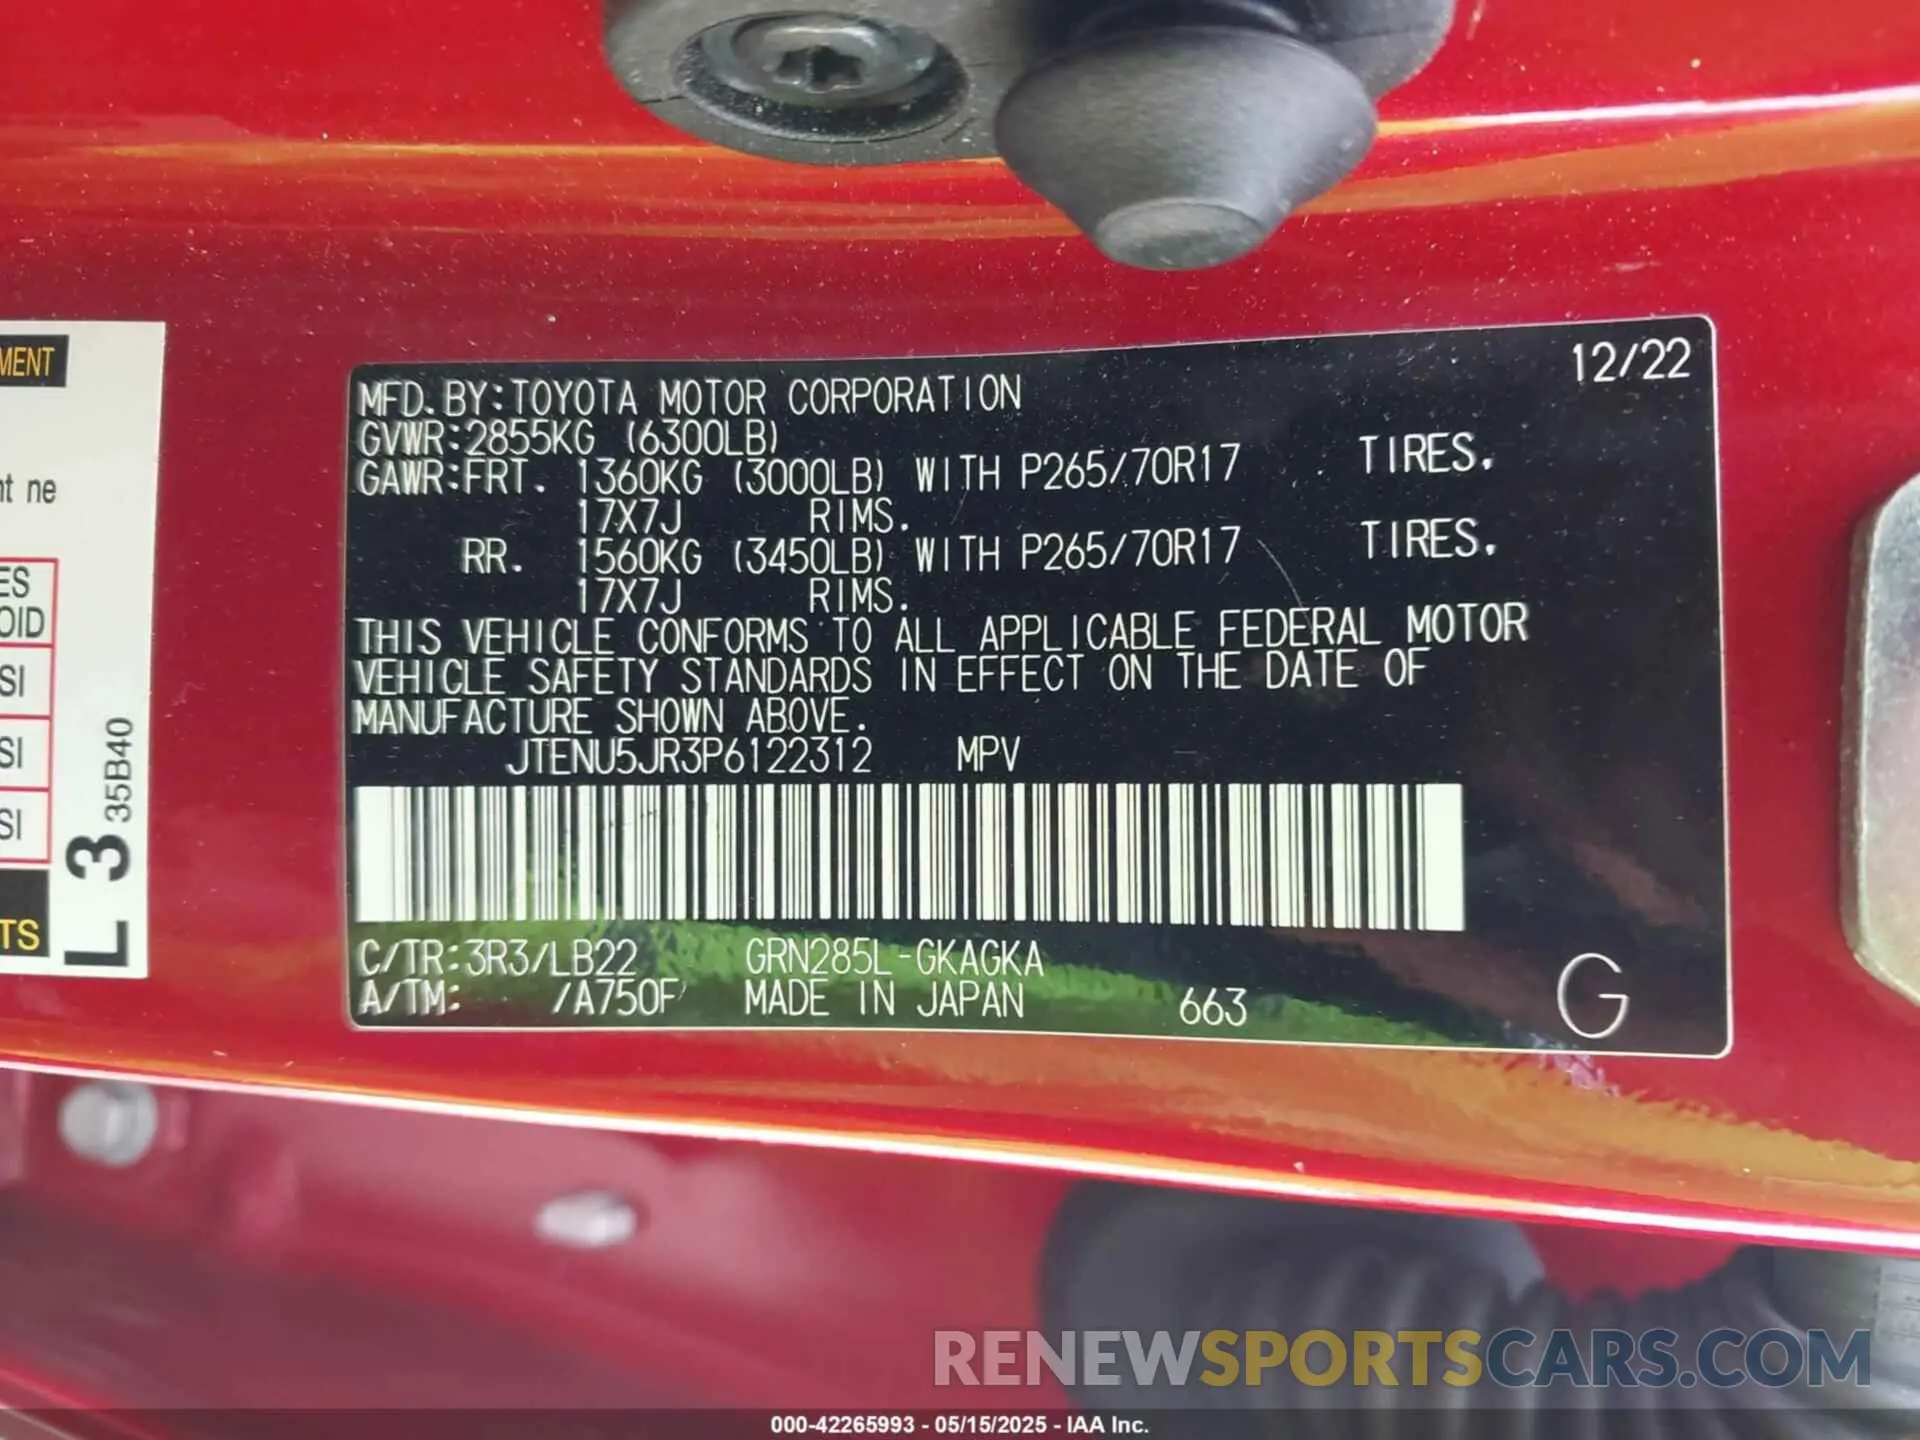 12/22
MFD.BY:TOYOTA MOTOR CORPORATION
GVWR:2855KG (6300LB)
GAWR:FRT. 1360KG (3000LB) WITH P265/70R17 TIRES.
17X7J RIMS.
RR. 1560KG (3450LB) WITH P265/70R17 TIRES.
17X7J RIMS.
THIS VEHICLE CONFORMS TO ALL APPLICABLE FEDERAL MOTOR
VEHICLE SAFETY STANDARDS IN EFFECT ON THE DATE OF
MANUFACTURE SHOWN ABOVE.
JTENU5JR3P6122312 MPV
C/TR:3R3/LB22 GRN285L-GKAGKA
A/TM: /A750F MADE IN JAPAN 663 G
MENT
nt ne
ES
OID
SI
SI
SI
TS
L 3 35B40
RENEWSPORTSCARS.COM
000-42265993 - 05/15/2025 - IAA Inc.